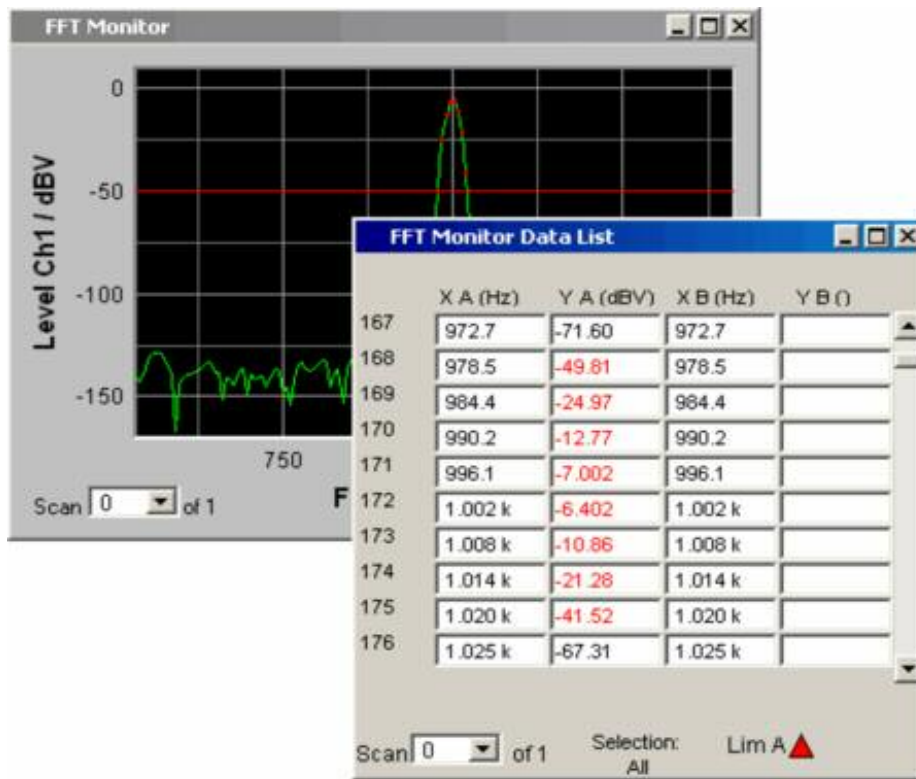 FFT Monitor
0
-50
-100
-150
Level Ch1 / dBV
750
F
Scan 0 of 1
FFT Monitor Data List
X A (Hz) Y A (dBV) X B (Hz) Y B ()
167 972.7 -71.60 972.7
168 978.5 -49.81 978.5
169 984.4 -24.97 984.4
170 990.2 -12.77 990.2
171 996.1 -7.002 996.1
172 1.002 k -6.402 1.002 k
173 1.008 k -10.86 1.008 k
174 1.014 k -21.28 1.014 k
175 1.020 k -41.52 1.020 k
176 1.025 k -67.31 1.025 k
Scan 0 of 1
Selection:
All
Lim A